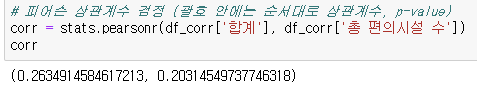 # 피어슨 상관계수 검정 (괄호 안에는 순서대로 상관계수, p-value)
corr = stats.pearsonr(df_corr['합계'], df_corr['총 편의시설 수'])
corr
(0.2634914584617213, 0.20314549737746318)